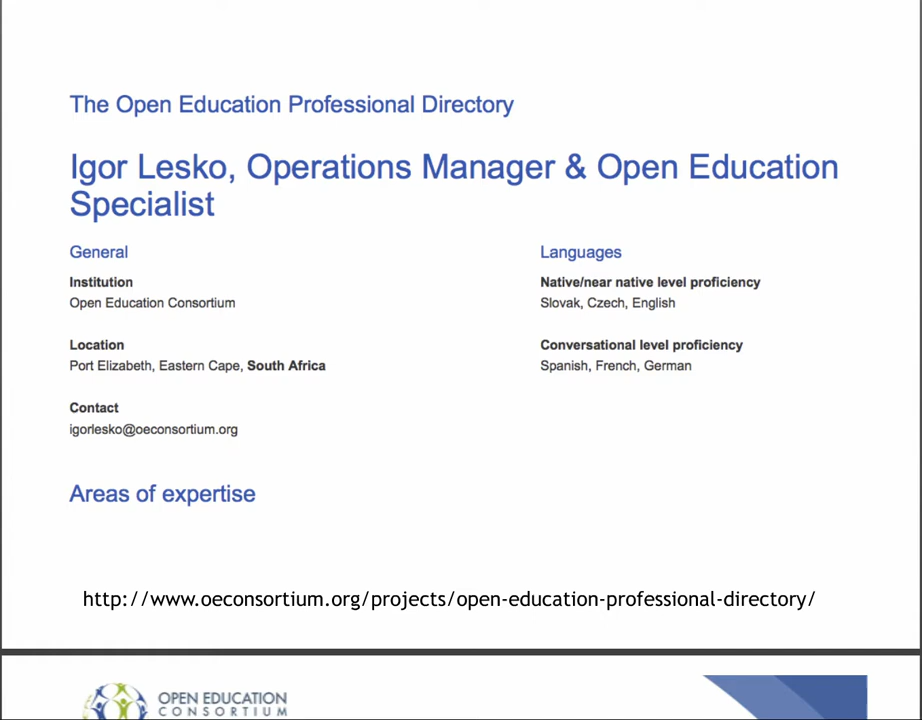 The Open Education Professional Directory
Igor Lesko, Operations Manager & Open Education
Specialist
General
Institution
Open Education Consortium
Location
Port Elizabeth, Eastern Cape, South Africa
Contact
igorlesko@oeconsortium.org
Languages
Native/near native level proficiency
Slovak, Czech, English
Conversational level proficiency
Spanish, French, German
Areas of expertise
http://www.oeconsortium.org/projects/open-education-professional-directory/
OPEN EDUCATION
CONSORTIUM